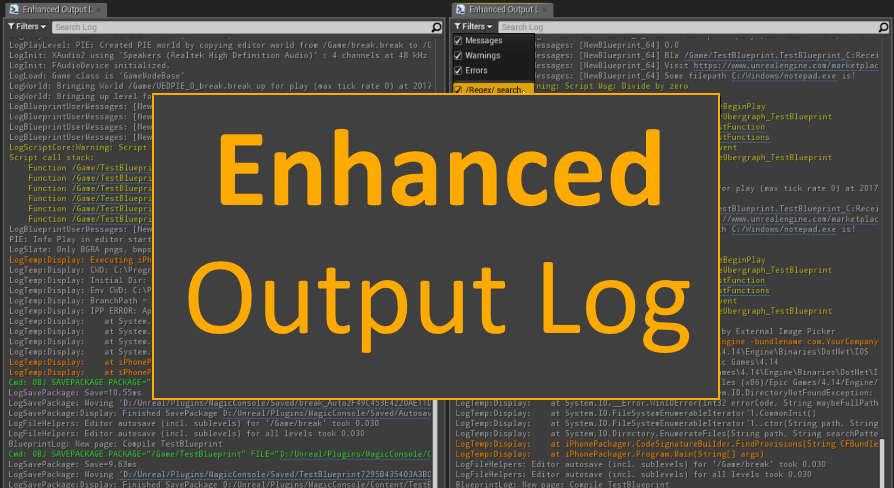 Enhanced Output L
Filters
Search Log
LogPlayLevel: PIE: Created PIE world by copying editor world from /Game/break.break to /G
LogInit: XAudio2 using 'Speakers (Realtek High Definition Audio)' : 4 channels at 48 kHz
LogInit: FAudioDevice initialized.
LogLoad: Game class is 'GameModeBase'
LogWorld: Bringing World /Game/UEDPIE_0_break.break up for play (max tick rate 0) at 2017
LogWorld: Bringing up level fo
LogBlueprintUserMessages: [New
LogBlueprintUserMessages: [New
LogBlueprintUserMessages: [New
LogBlueprintUserMessages: [New
LogScriptCore:Warning: Script
Script call stack:
Function /Game/TestBluepri
Function /Game/TestBluepri
Function /Game/TestBluepri
Function /Game/TestBluepri
Function /Game/TestBluepri
Function /Game/TestBluepri
LogBlueprintUserMessages: [New
PIE: Info Play in editor start
LogSlate: Only BGRA pngs, bmps
LogTemp:Display: Executing iPh
LogTemp:Display: CWD: C:\Progr
LogTemp:Display: Initial Dir:
LogTemp:Display: Env CWD: C:\P
LogTemp:Display: BranchPath =
LogTemp:Display: IPP ERROR: Ap
LogTemp:Display: at System.
LogTemp:Display: at System.
LogTemp:Display: at System.
LogTemp:Display: at System.
LogTemp:Display: at iPhoneP
LogTemp:Display: at iPhoneP
Cmd: OBJ SAVEPACKAGE PACKAGE="
LogSavePackage: Save=10.55ms
LogSavePackage: Moving 'D:/Unreal/Plugins/MagicConsole/Saved/break_Auto2F49C453E4220AE11D
LogSavePackage:Display: Finished SavePackage D:/Unreal/Plugins/MagicConsole/Saved/Autosav
LogFileHelpers: Editor autosave (incl. sublevels) for '/Game/break' took 0.030
LogFileHelpers: Editor autosave (incl. sublevels) for all levels took 0.030
BlueprintLog: New page: Compile TestBlueprint
Cmd: OBJ SAVEPACKAGE PACKAGE="/Game/TestBlueprint" FILE="D:/Unreal/Plugins/MagicConsole/C
LogSavePackage: Save=9.63ms
LogSavePackage: Moving 'D:/Unreal/Plugins/MagicConsole/Saved/TestBlueprint7295B435403A3BC
LogSavePackage:Display: Finished SavePackage D:/Unreal/Plugins/MagicConsole/Content/TestB
Enhanced
Output Log
Enhanced Output L
Filters
Search Log
Messages
Warnings
Errors
/Regex/ search
essages: [NewBlueprint_64] 0.0
essages: [NewBlueprint_64] Bla /Game/TestBlueprint.TestBlueprint_C:Recei
essages: [NewBlueprint_64] Visit https://www.unrealengine.com/marketplac
essages: [NewBlueprint_64] Some filepath C:/Windows/notepad.exe is!
ning: Script Msg: Divide by zero
BeginPlay
eUbergraph_TestBlueprint
tFunction
tFunctions
vent
eUbergraph_TestBlueprint
or play (max tick rate 0) at 2017
tBlueprint.TestBlueprint_C:Recei
//www.unrealengine.com/marketplac
h C:/Windows/notepad.exe is!
eBeginPlay
eUbergraph_TestBlueprint
tFunction
tFunctions
vent
eUbergraph_TestBlueprint
by External Image Picker
ngine -bundlename com.YourCompany
4.14\Engine\Binaries\DotNET\IOS
Games/4.14
4.14\Engine\Binaries\DotNET\I
les (x86)/Epic Games/4.14/Engine/
m.IO.DirectoryNotFoundException:
LogTemp:Display: at System.IO.__Error.WinIOError(Int32 errorCode, String maybeFullPath
LogTemp:Display: at System.IO.FileSystemEnumerableIterator`1.CommonInit()
LogTemp:Display: at System.IO.FileSystemEnumerableIterator`1..ctor(String path, String
LogTemp:Display: at System.IO.Directory.EnumerateFiles(String path, String searchPatte
LogTemp:Display: at iPhonePackager.CodeSignatureBuilder.FindProvisions(String CFBundle
LogTemp:Display: at iPhonePackager.Program.Main(String[] args)
LogFileHelpers: Editor autosave (incl. sublevels) for '/Game/break' took 0.030
LogFileHelpers: Editor autosave (incl. sublevels) for all levels took 0.030
BlueprintLog: New page: Compile TestBlueprint